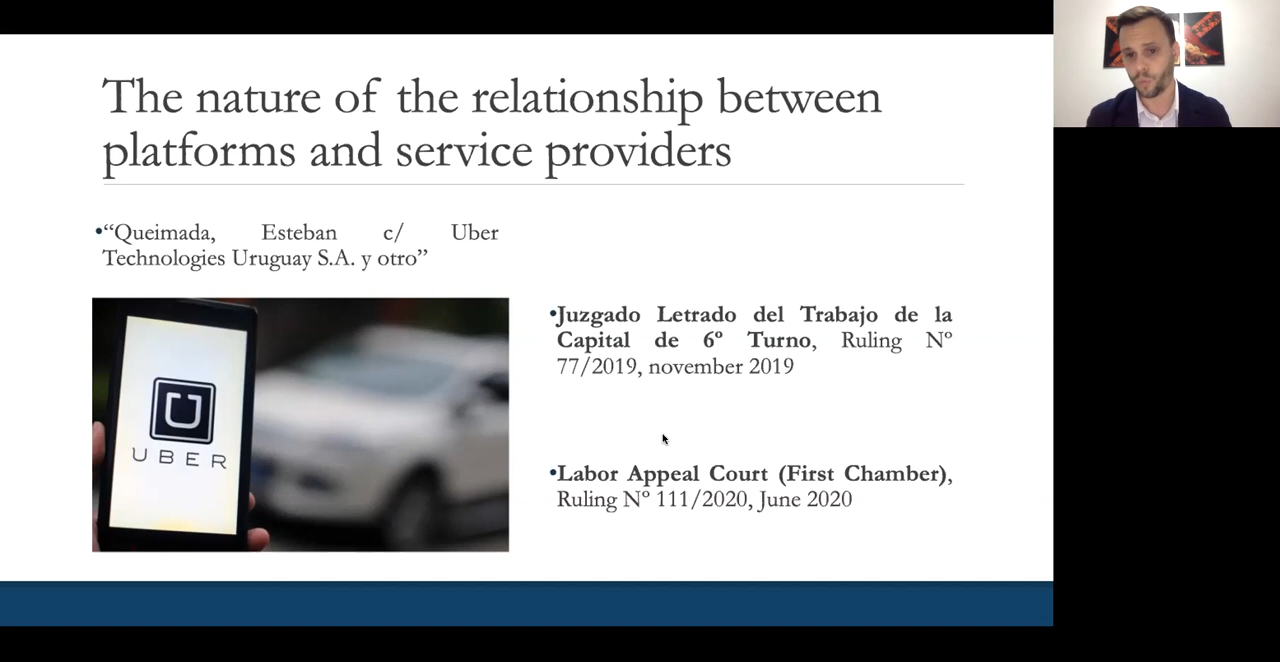 The nature of the relationship between
platforms and service providers
•“Queimada, Esteban c/ Uber
Technologies Uruguay S.A. y otro”
U
UBER
•Juzgado Letrado del Trabajo de la
Capital de 6º Turno, Ruling Nº
77/2019, november 2019
•Labor Appeal Court (First Chamber),
Ruling Nº 111/2020, June 2020